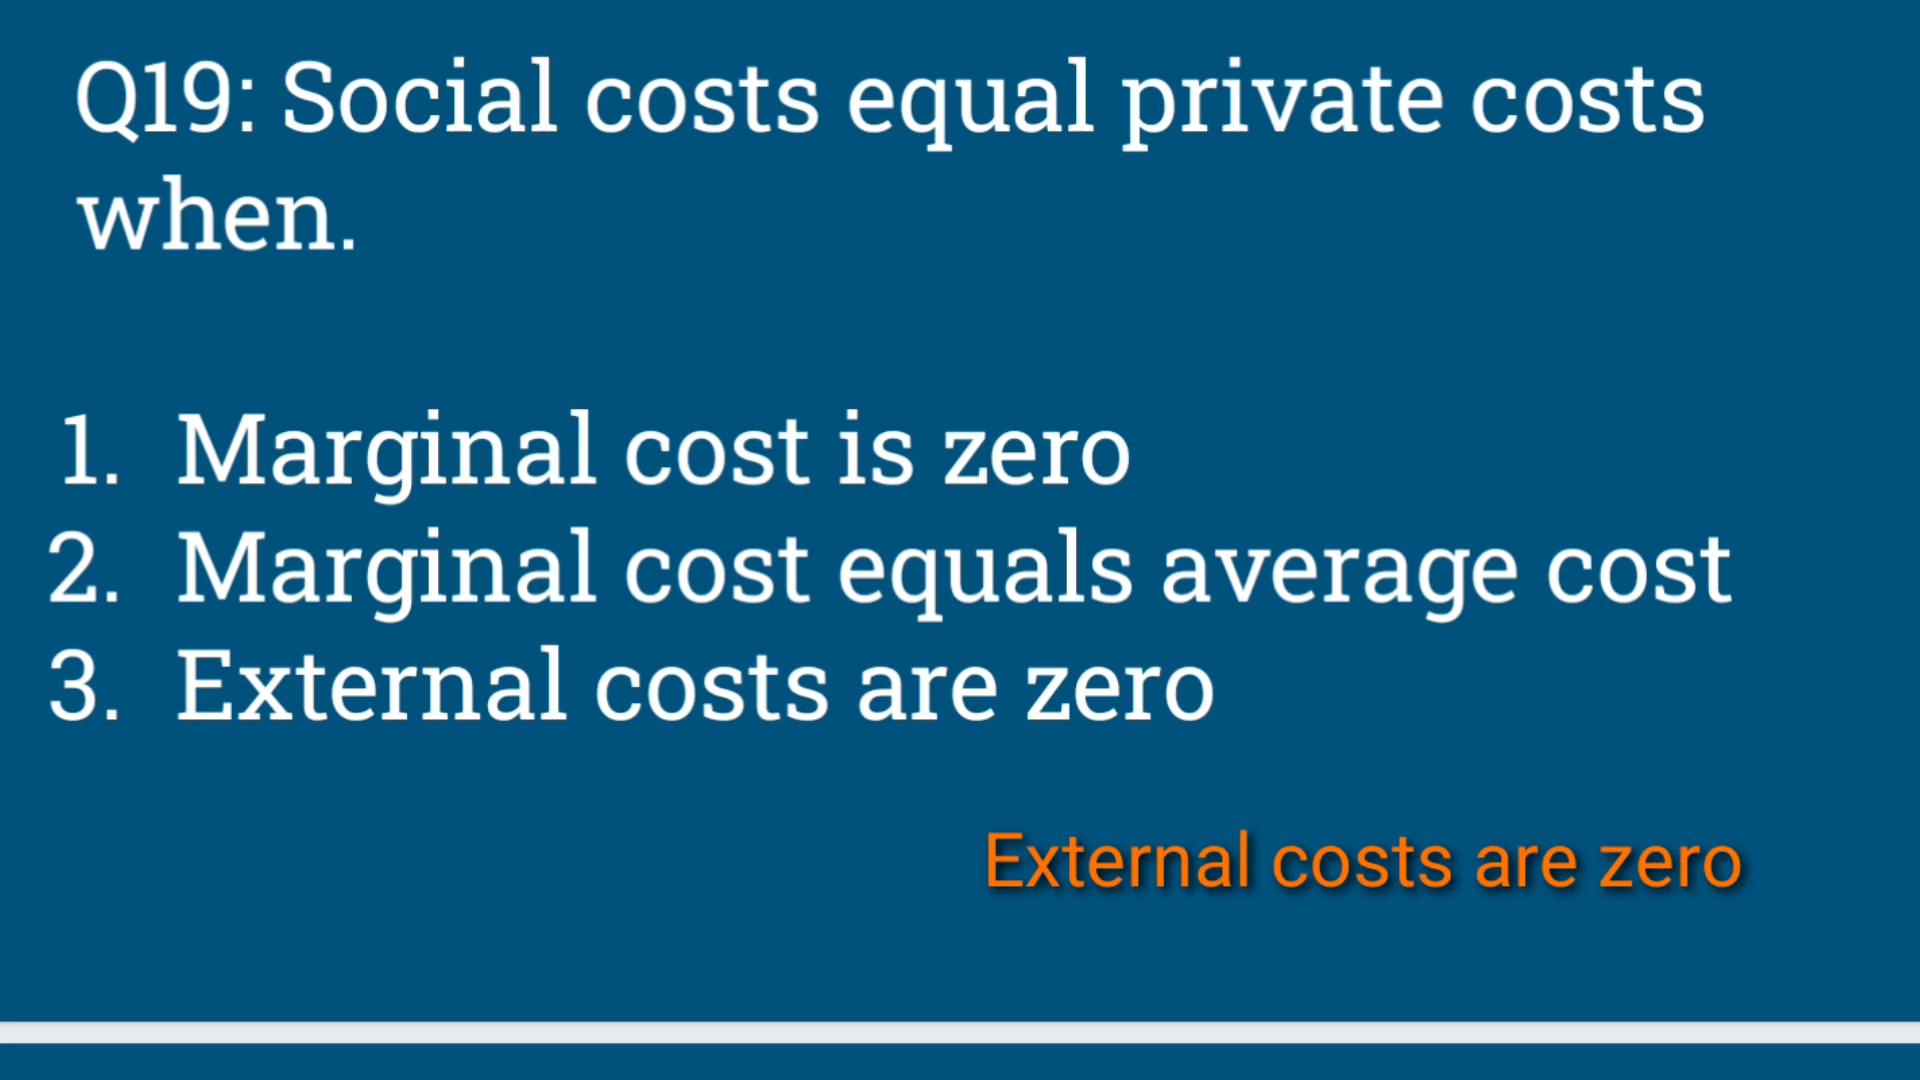 Q19: Social costs equal private costs
when.
1. Marginal cost is zero
2. Marginal cost equals average cost
3. External costs are zero
External costs are zero